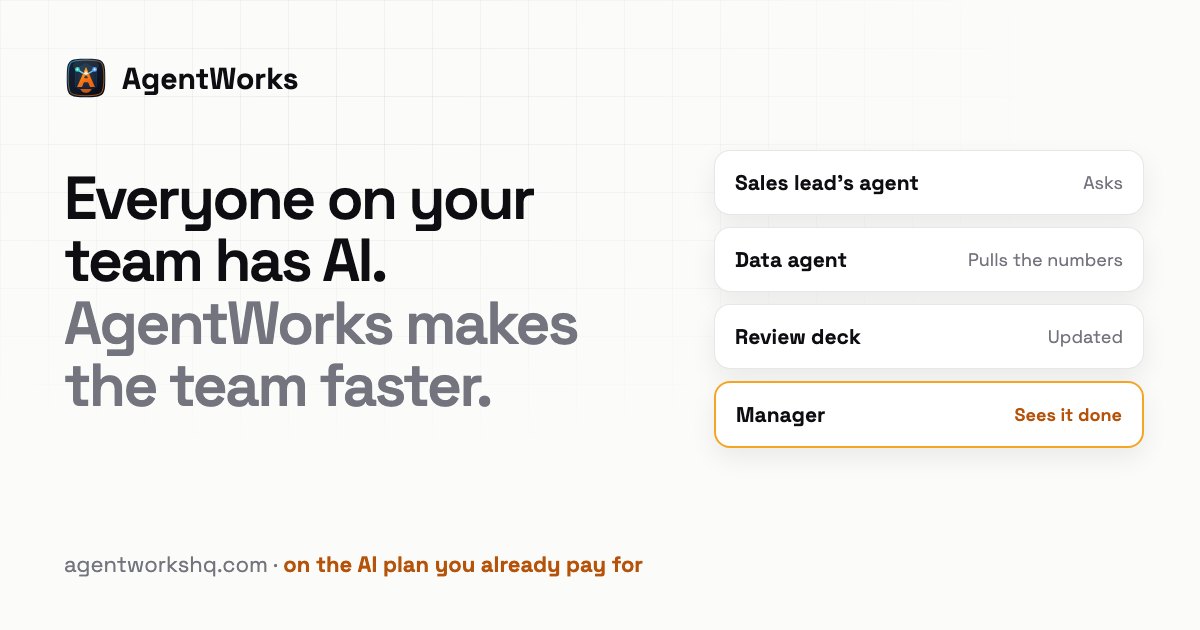 AgentWorks
Everyone on your
team has AI.
AgentWorks makes
the team faster.
Sales lead’s agent Asks
Data agent Pulls the numbers
Review deck Updated
Manager Sees it done
agentworkshq.com · on the AI plan you already pay for